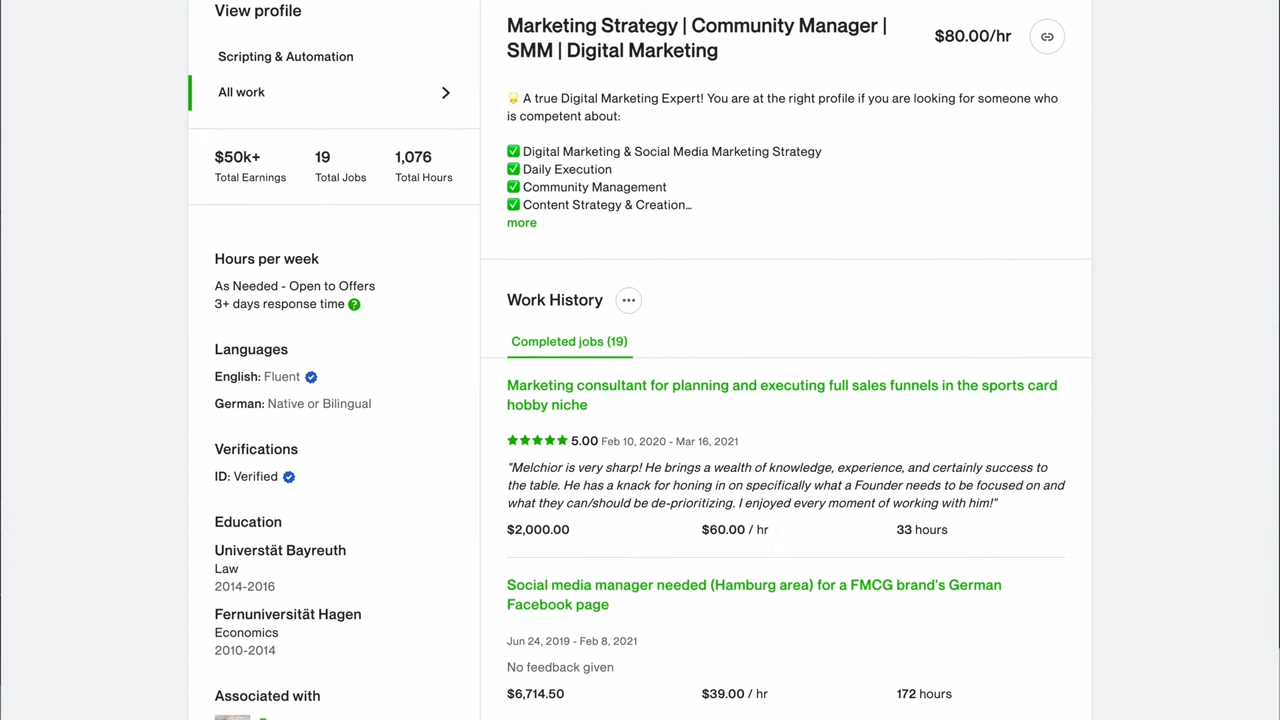 View profile
Scripting & Automation
All work
$50k+
19
1,076
Total Earnings
Total Jobs
Total Hours
Hours per week
As Needed - Open to Offers
3+ days response time
Languages
English: Fluent
German: Native or Bilingual
Verifications
ID: Verified
Education
Universtät Bayreuth
Law
2014-2016
Fernuniversität Hagen
Economics
2010-2014
Associated with
Marketing Strategy | Community Manager |
SMM | Digital Marketing
$80.00/hr
A true Digital Marketing Expert! You are at the right profile if you are looking for someone who
is competent about:
✅ Digital Marketing & Social Media Marketing Strategy
✅ Daily Execution
✅ Community Management
✅ Content Strategy & Creation…
more
Work History
Completed jobs (19)
Marketing consultant for planning and executing full sales funnels in the sports card
hobby niche
5.00 Feb 10, 2020 - Mar 16, 2021
"Melchior is very sharp! He brings a wealth of knowledge, experience, and certainly success to
the table. He has a knack for honing in on specifically what a Founder needs to be focused on and
what they can/should be de-prioritizing. I enjoyed every moment of working with him!"
$2,000.00
$60.00 / hr
33 hours
Social media manager needed (Hamburg area) for a FMCG brand's German
Facebook page
Jun 24, 2019 - Feb 8, 2021
No feedback given
$6,714.50
$39.00 / hr
172 hours